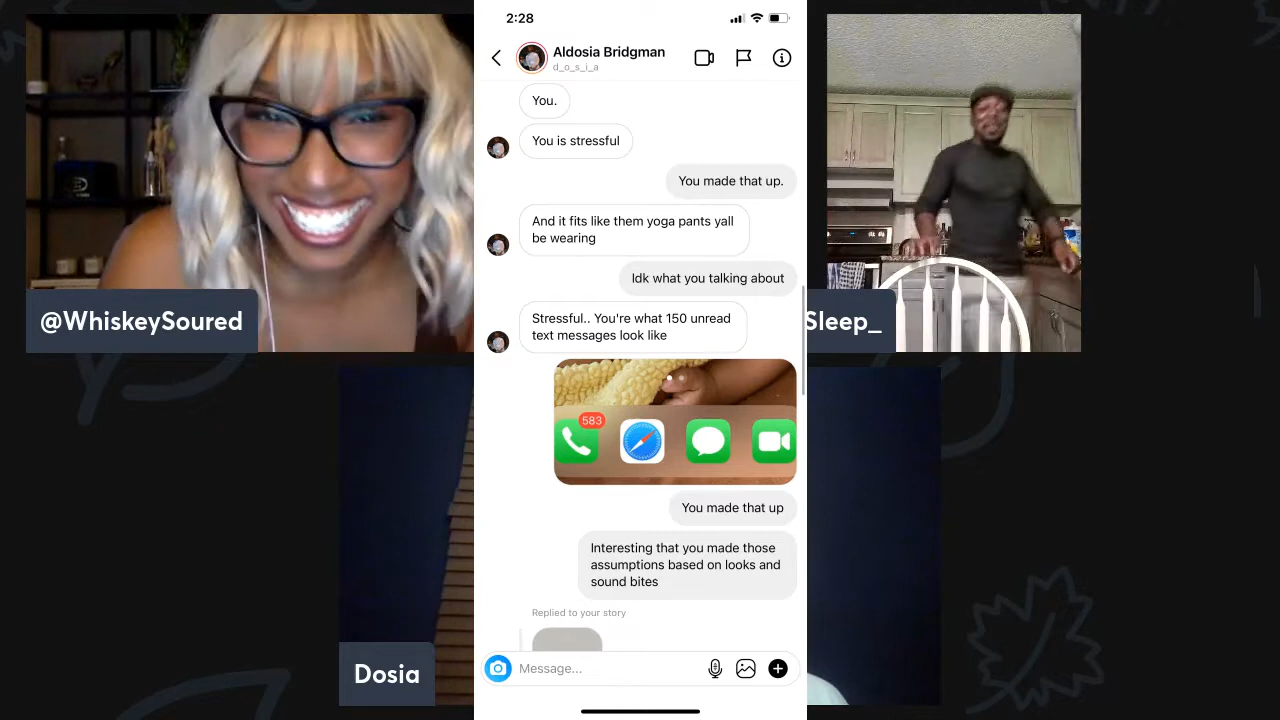 2:28
Aldosia Bridgman
d_o_s_i_a
You.
You is stressful
You made that up.
And it fits like them yoga pants yall
be wearing
Idk what you talking about
Stressful.. You're what 150 unread
text messages look like
583
You made that up
Interesting that you made those
assumptions based on looks and
sound bites
Replied to your story
Message...
@WhiskeySoured
Sleep_
Dosia